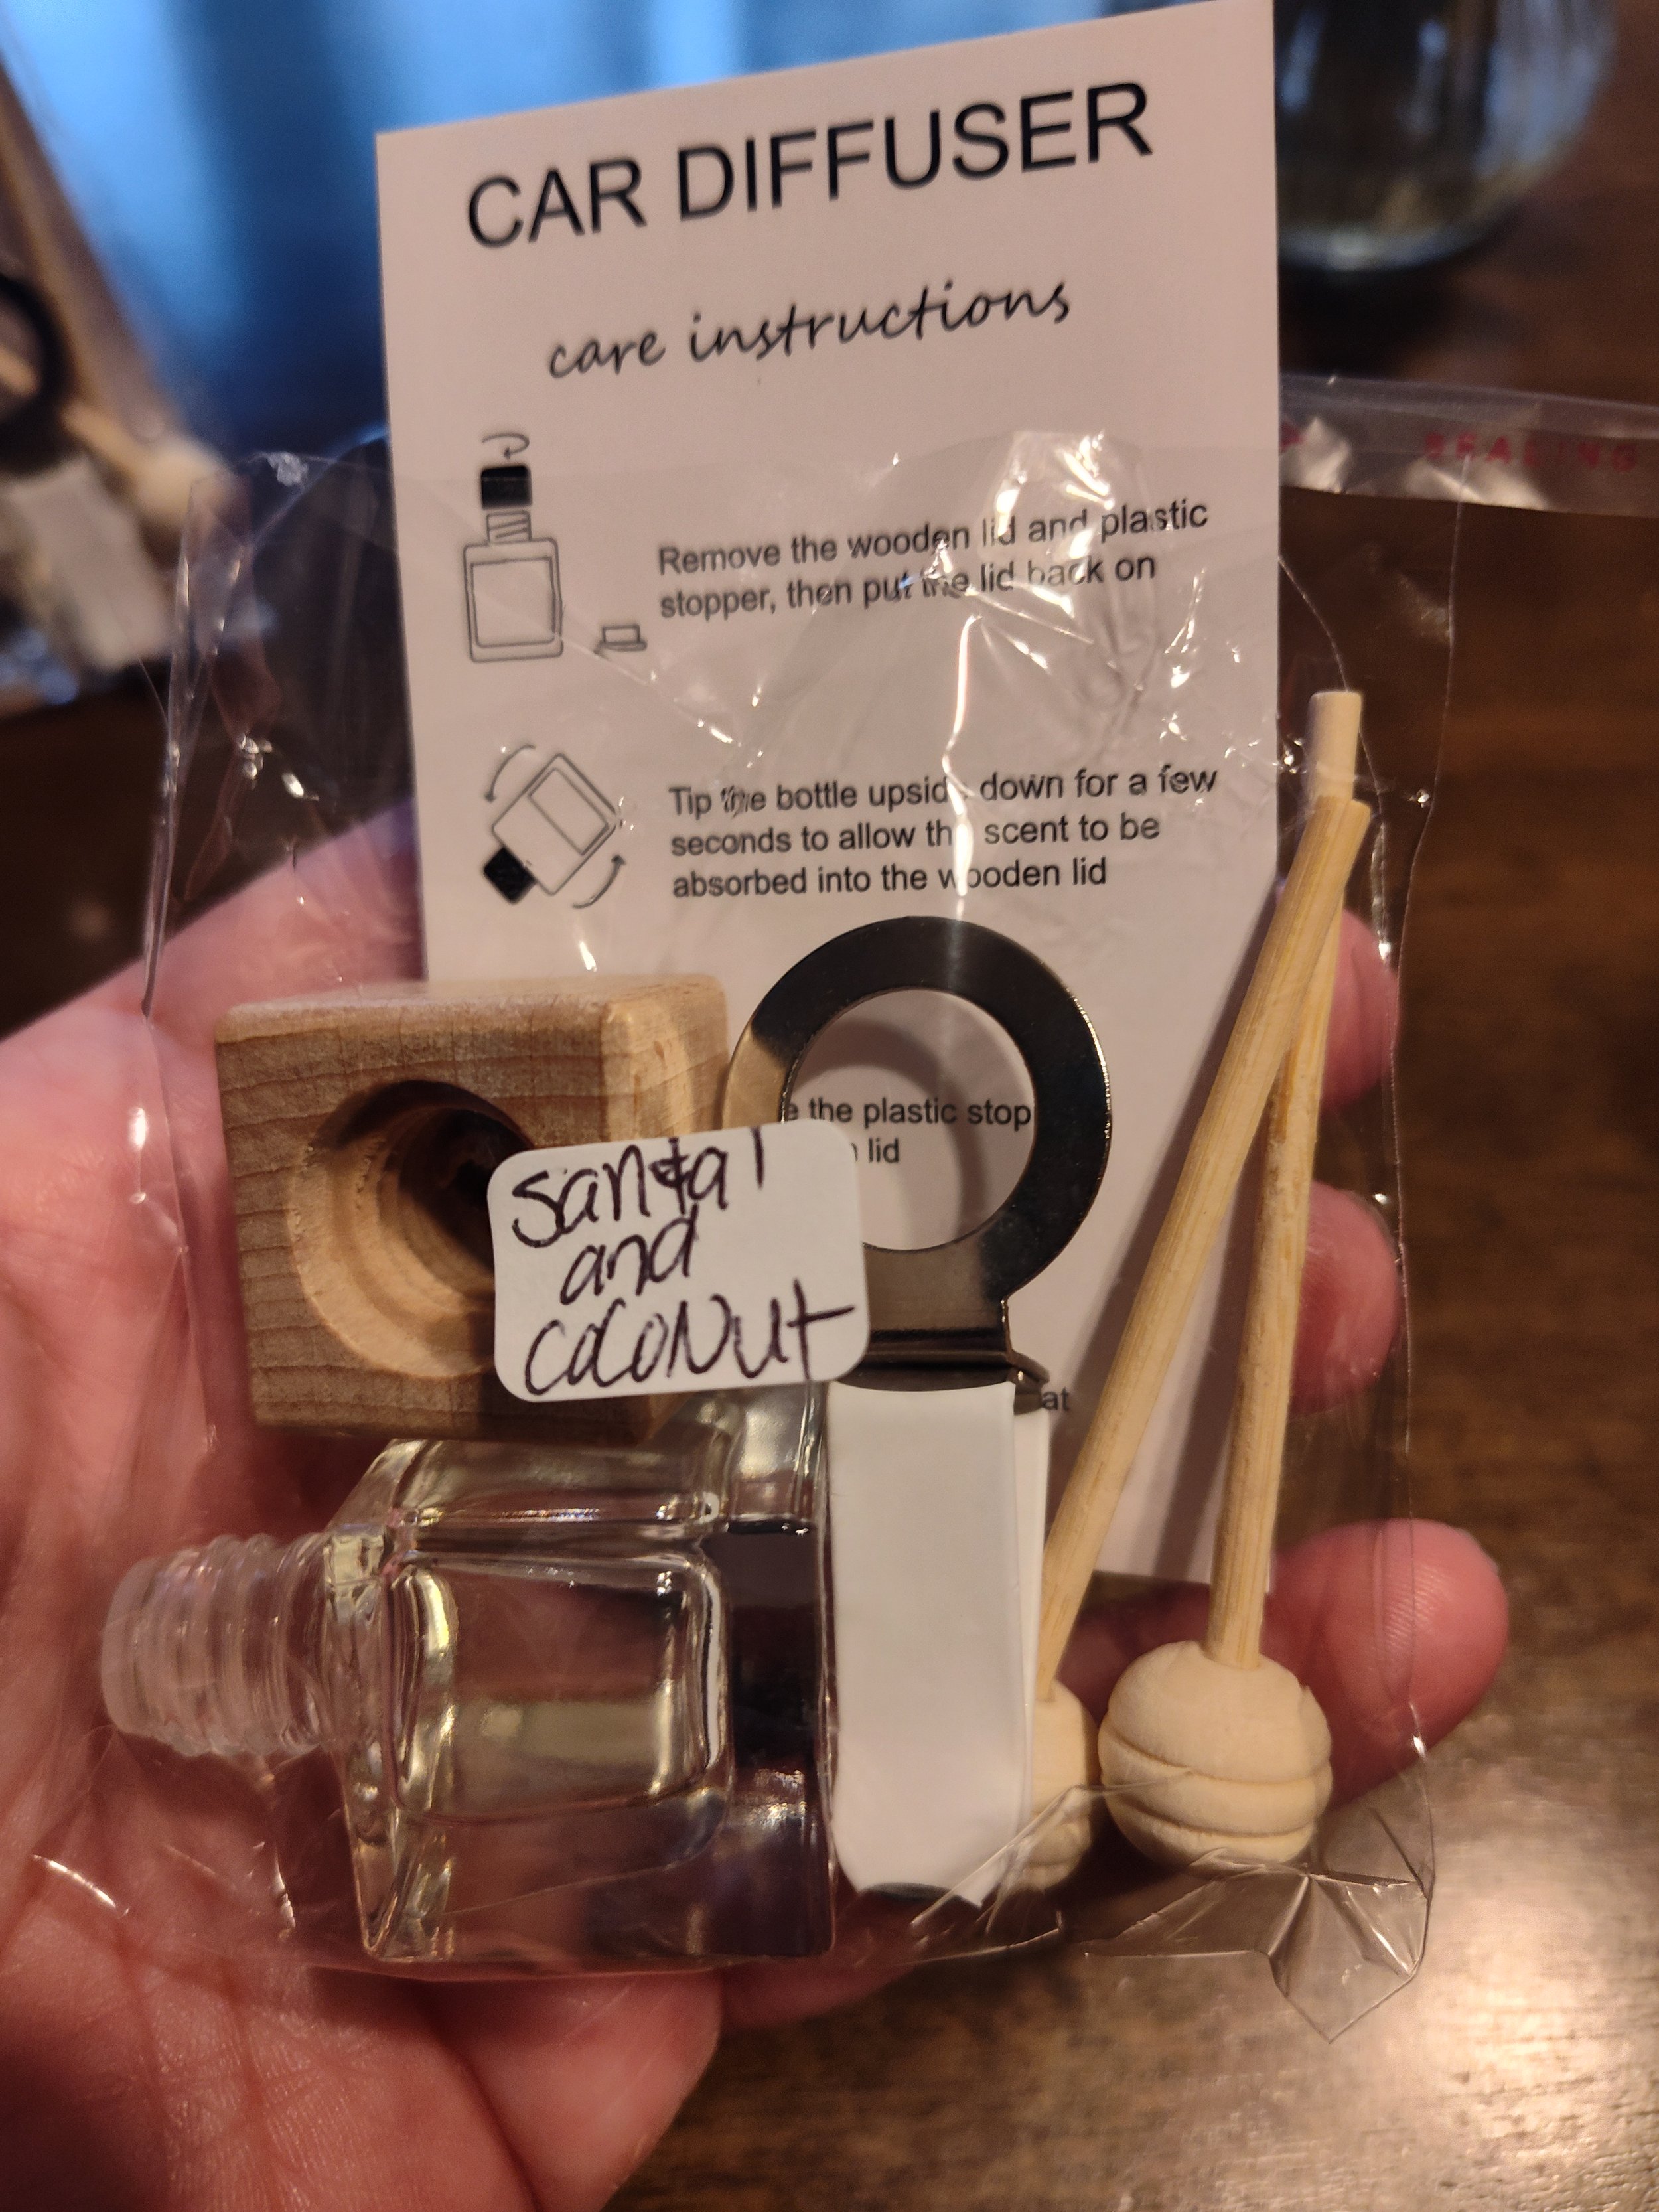 CAR DIFFUSER
care instructions
SEALING
Remove the wooden lid and plastic
stopper, then put the lid back on
Tip the bottle upside down for a few
seconds to allow the scent to be
absorbed into the wooden lid
the plastic stop
lid
santal
and
coconut
at